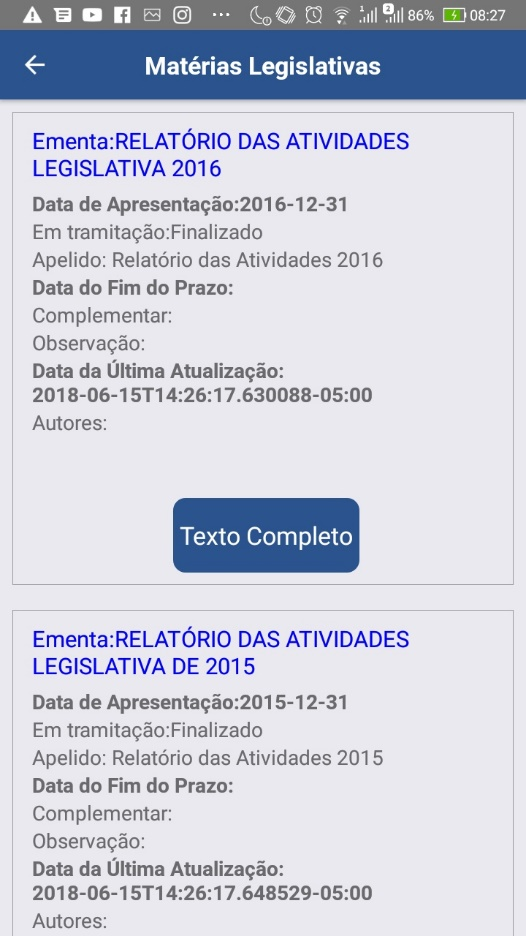 1 2 86% 08:27
Matérias Legislativas
Ementa:RELATÓRIO DAS ATIVIDADES
LEGISLATIVA 2016
Data de Apresentação:2016-12-31
Em tramitação:Finalizado
Apelido: Relatório das Atividades 2016
Data do Fim do Prazo:
Complementar:
Observação:
Data da Última Atualização:
2018-06-15T14:26:17.630088-05:00
Autores:
Texto Completo
Ementa:RELATÓRIO DAS ATIVIDADES
LEGISLATIVA DE 2015
Data de Apresentação:2015-12-31
Em tramitação:Finalizado
Apelido: Relatório das Atividades 2015
Data do Fim do Prazo:
Complementar:
Observação:
Data da Última Atualização:
2018-06-15T14:26:17.648529-05:00
Autores: